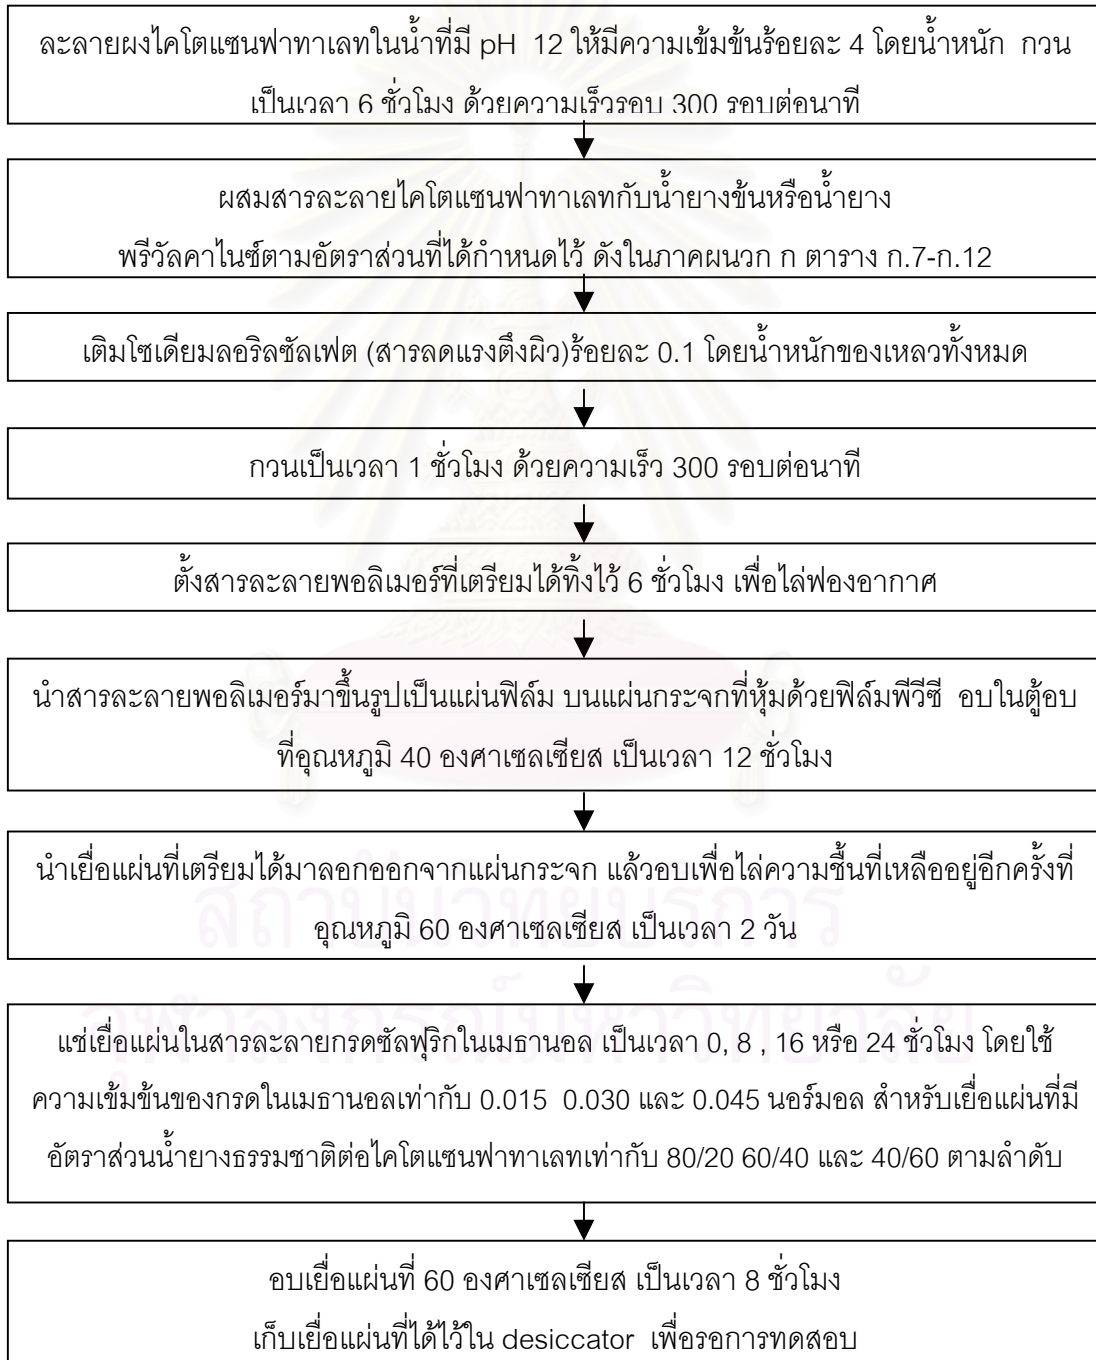 ละลายผงไคโตแซนฟาทาเลทในน้ำที่มี pH 12 ให้มีความเข้มข้นร้อยละ 4 โดยน้ำหนัก กวน
เป็นเวลา 6 ชั่วโมง ด้วยความเร็วรอบ 300 รอบต่อนาที
ผสมสารละลายไคโตแซนฟาทาเลทกับน้ำยางข้นหรือน้ำยาง
พรีวัลคาไนซ์ตามอัตราส่วนที่ได้กำหนดไว้ ดังในภาคผนวก ก ตาราง ก.7-ก.12
เติมโซเดียมลอริลซัลเฟต (สารลดแรงตึงผิว)ร้อยละ 0.1 โดยน้ำหนักของเหลวทั้งหมด
กวนเป็นเวลา 1 ชั่วโมง ด้วยความเร็ว 300 รอบต่อนาที
ตั้งสารละลายพอลิเมอร์ที่เตรียมได้ทิ้งไว้ 6 ชั่วโมง เพื่อไล่ฟองอากาศ
นำสารละลายพอลิเมอร์มาขึ้นรูปเป็นแผ่นฟิล์ม บนแผ่นกระจกที่หุ้มด้วยฟิล์มพีวีซี อบในตู้อบ
ที่อุณหภูมิ 40 องศาเซลเซียส เป็นเวลา 12 ชั่วโมง
นำเยื่อแผ่นที่เตรียมได้มาลอกออกจากแผ่นกระจก แล้วอบเพื่อไล่ความชื้นที่เหลืออยู่อีกครั้งที่
อุณหภูมิ 60 องศาเซลเซียส เป็นเวลา 2 วัน
สถาบันวิทยบริการ
จุฬาลงกรณ์มหาวิทยาลัย
แช่เยื่อแผ่นในสารละลายกรดซัลฟุริกในเมธานอล เป็นเวลา 0, 8 , 16 หรือ 24 ชั่วโมง โดยใช้
ความเข้มข้นของกรดในเมธานอลเท่ากับ 0.015 0.030 และ 0.045 นอร์มอล สำหรับเยื่อแผ่นที่มี
อัตราส่วนน้ำยางธรรมชาติต่อไคโตแซนฟาทาเลทเท่ากับ 80/20 60/40 และ 40/60 ตามลำดับ
อบเยื่อแผ่นที่ 60 องศาเซลเซียส เป็นเวลา 8 ชั่วโมง
เก็บเยื่อแผ่นที่ได้ไว้ใน desiccator เพื่อรอการทดสอบ